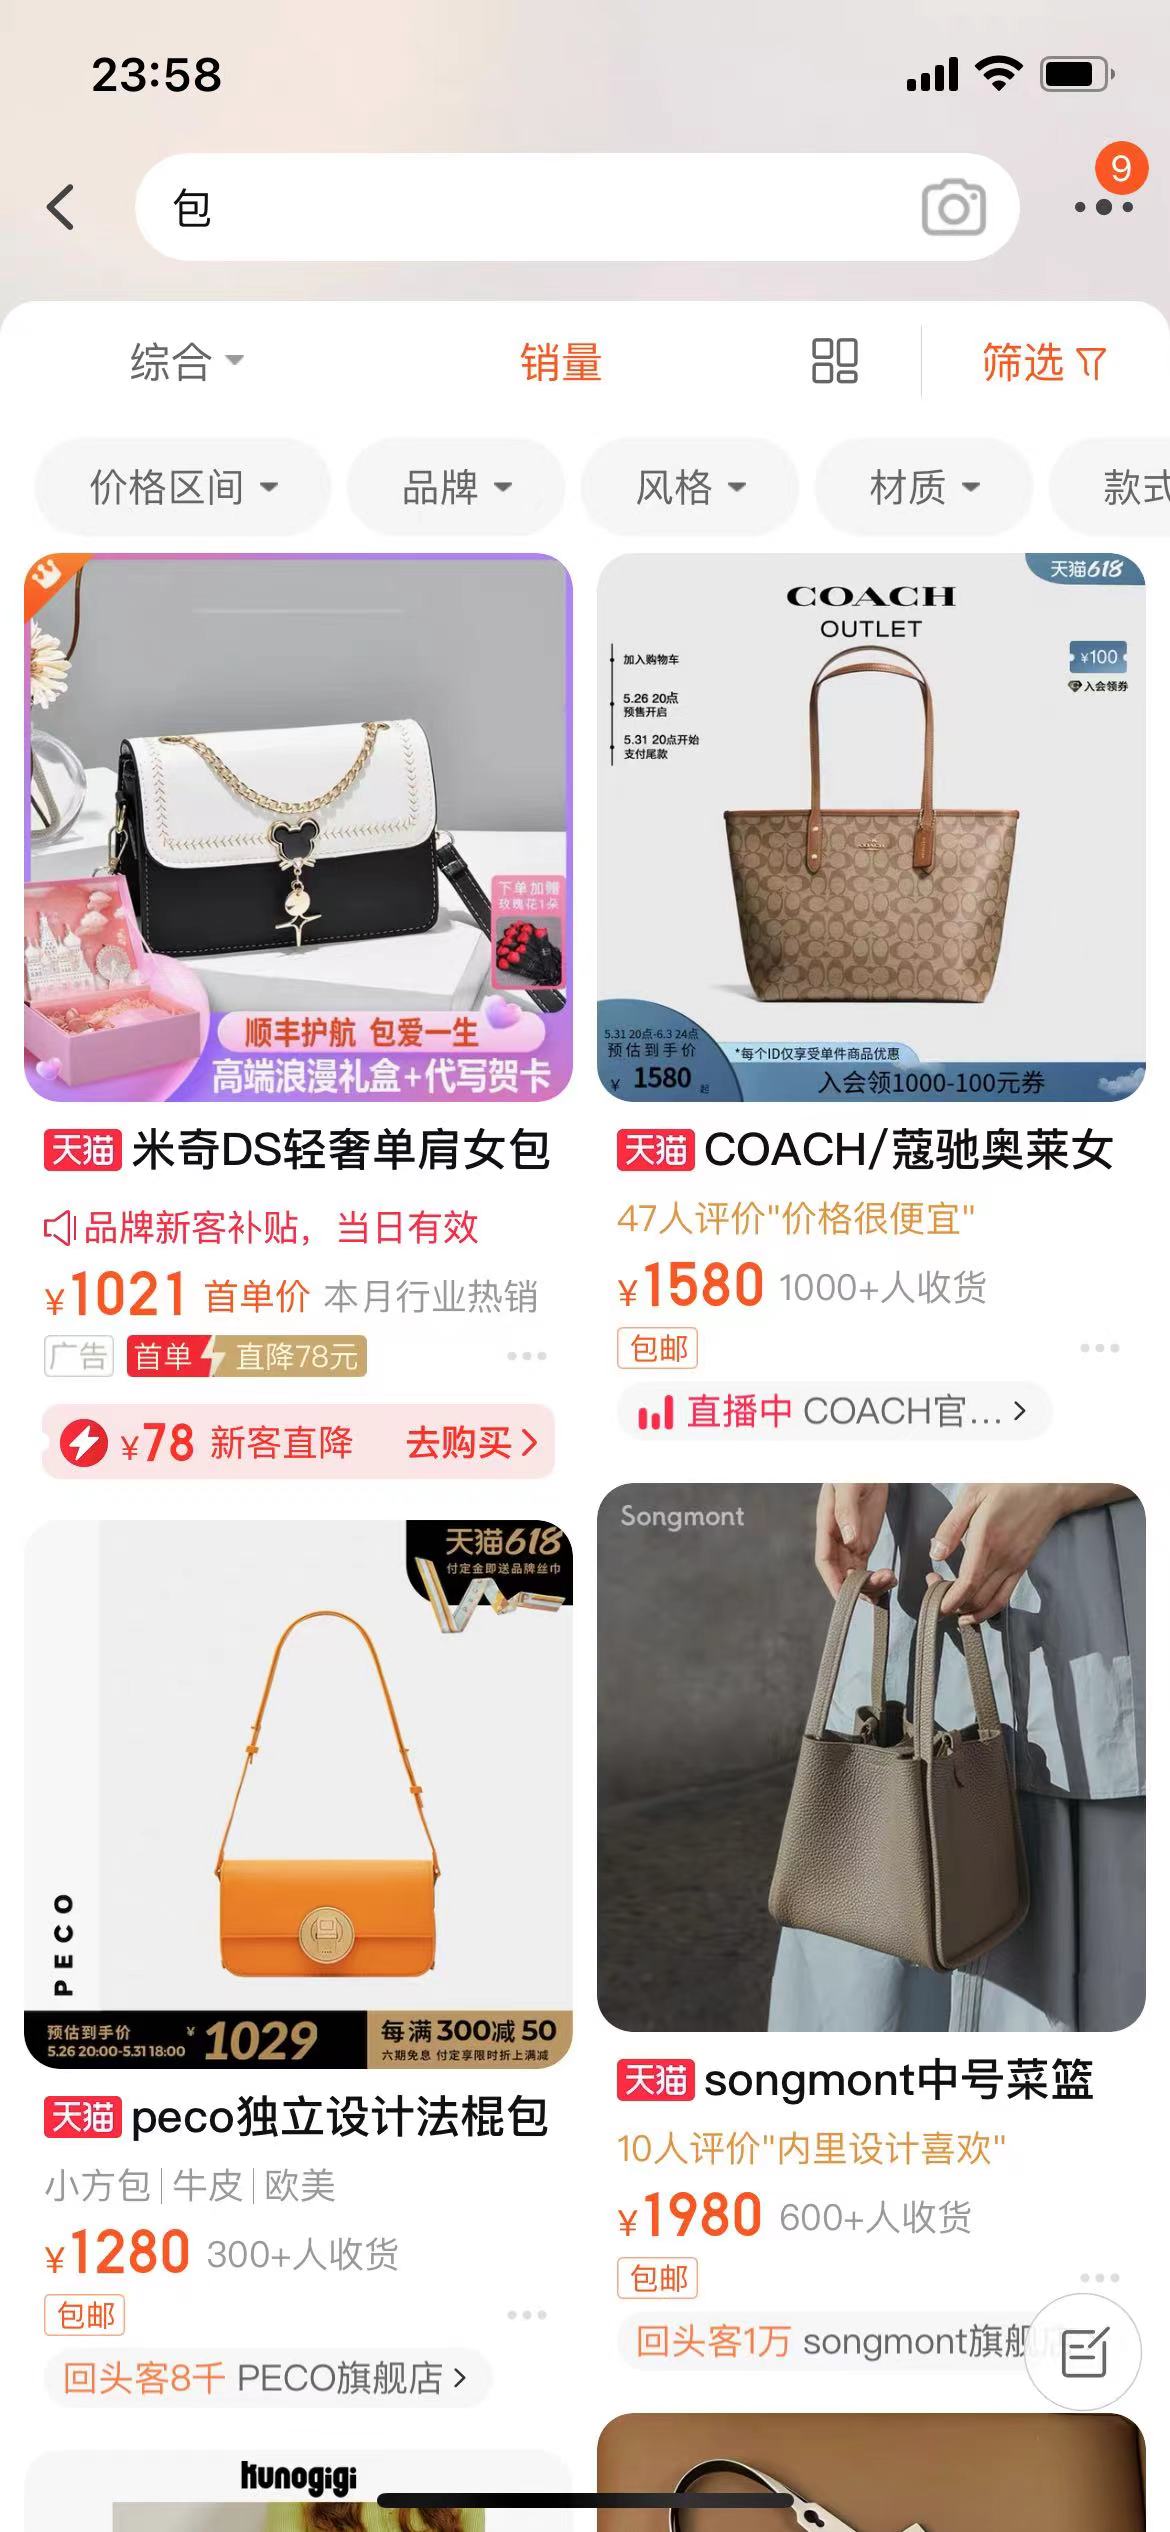 23:58
包
9
综合
销量
筛选
价格区间
品牌
风格
材质
款式
下单加赠
玫瑰花1朵
顺丰护航 包爱一生
高端浪漫礼盒+代写贺卡
天猫 米奇DS轻奢单肩女包
品牌新客补贴，当日有效
¥1021 首单价 本月行业热销
广告 首单 直降78元
¥78 新客直降 去购买
天猫618
COACH
OUTLET
加入购物车
5.26 20点
预售开启
5.31 20点开始
支付尾款
¥100
入会领券
COACH
5.31 20点-6.3 24点
预估到手价
¥ 1580 起
*每个ID仅享受单件商品优惠
入会领1000-100元券
天猫 COACH/蔻驰奥莱女
47人评价"价格很便宜"
¥1580 1000+人收货
包邮
直播中 COACH官...
天猫618
付定金即送品牌丝巾
PECO
预估到手价
5.26 20:00-5.31 18:00
¥ 1029
每满300减50
六期免息 付定享限时折上满减
天猫 peco独立设计法棍包
小方包|牛皮|欧美
¥1280 300+人收货
包邮
回头客8千 PECO旗舰店
Songmont
天猫 songmont中号菜篮
10人评价"内里设计喜欢"
¥1980 600+人收货
包邮
回头客1万 songmont旗舰店
kunogigi